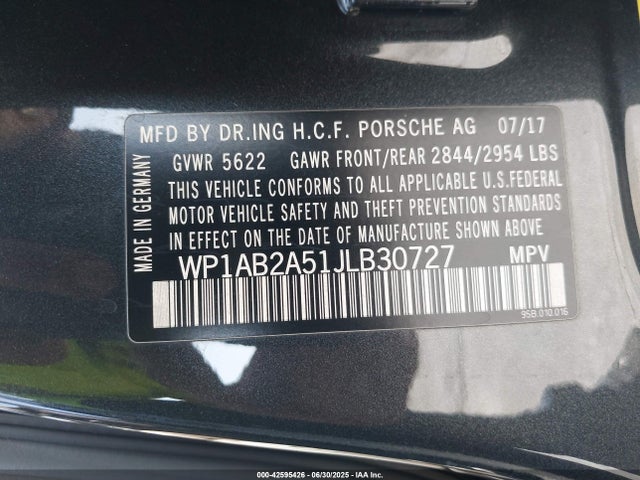 MFD BY DR.ING H.C.F. PORSCHE AG 07/17
GVWR 5622 GAWR FRONT/REAR 2844/2954 LBS
THIS VEHICLE CONFORMS TO ALL APPLICABLE U.S.FEDERAL
MOTOR VEHICLE SAFETY AND THEFT PREVENTION STANDARDS
IN EFFECT ON THE DATE OF MANUFACTURE SHOWN ABOVE
WP1AB2A51JLB30727 MPV
95B.010.016
MADE IN GERMANY
000-42595426 - 06/30/2025 - IAA Inc.